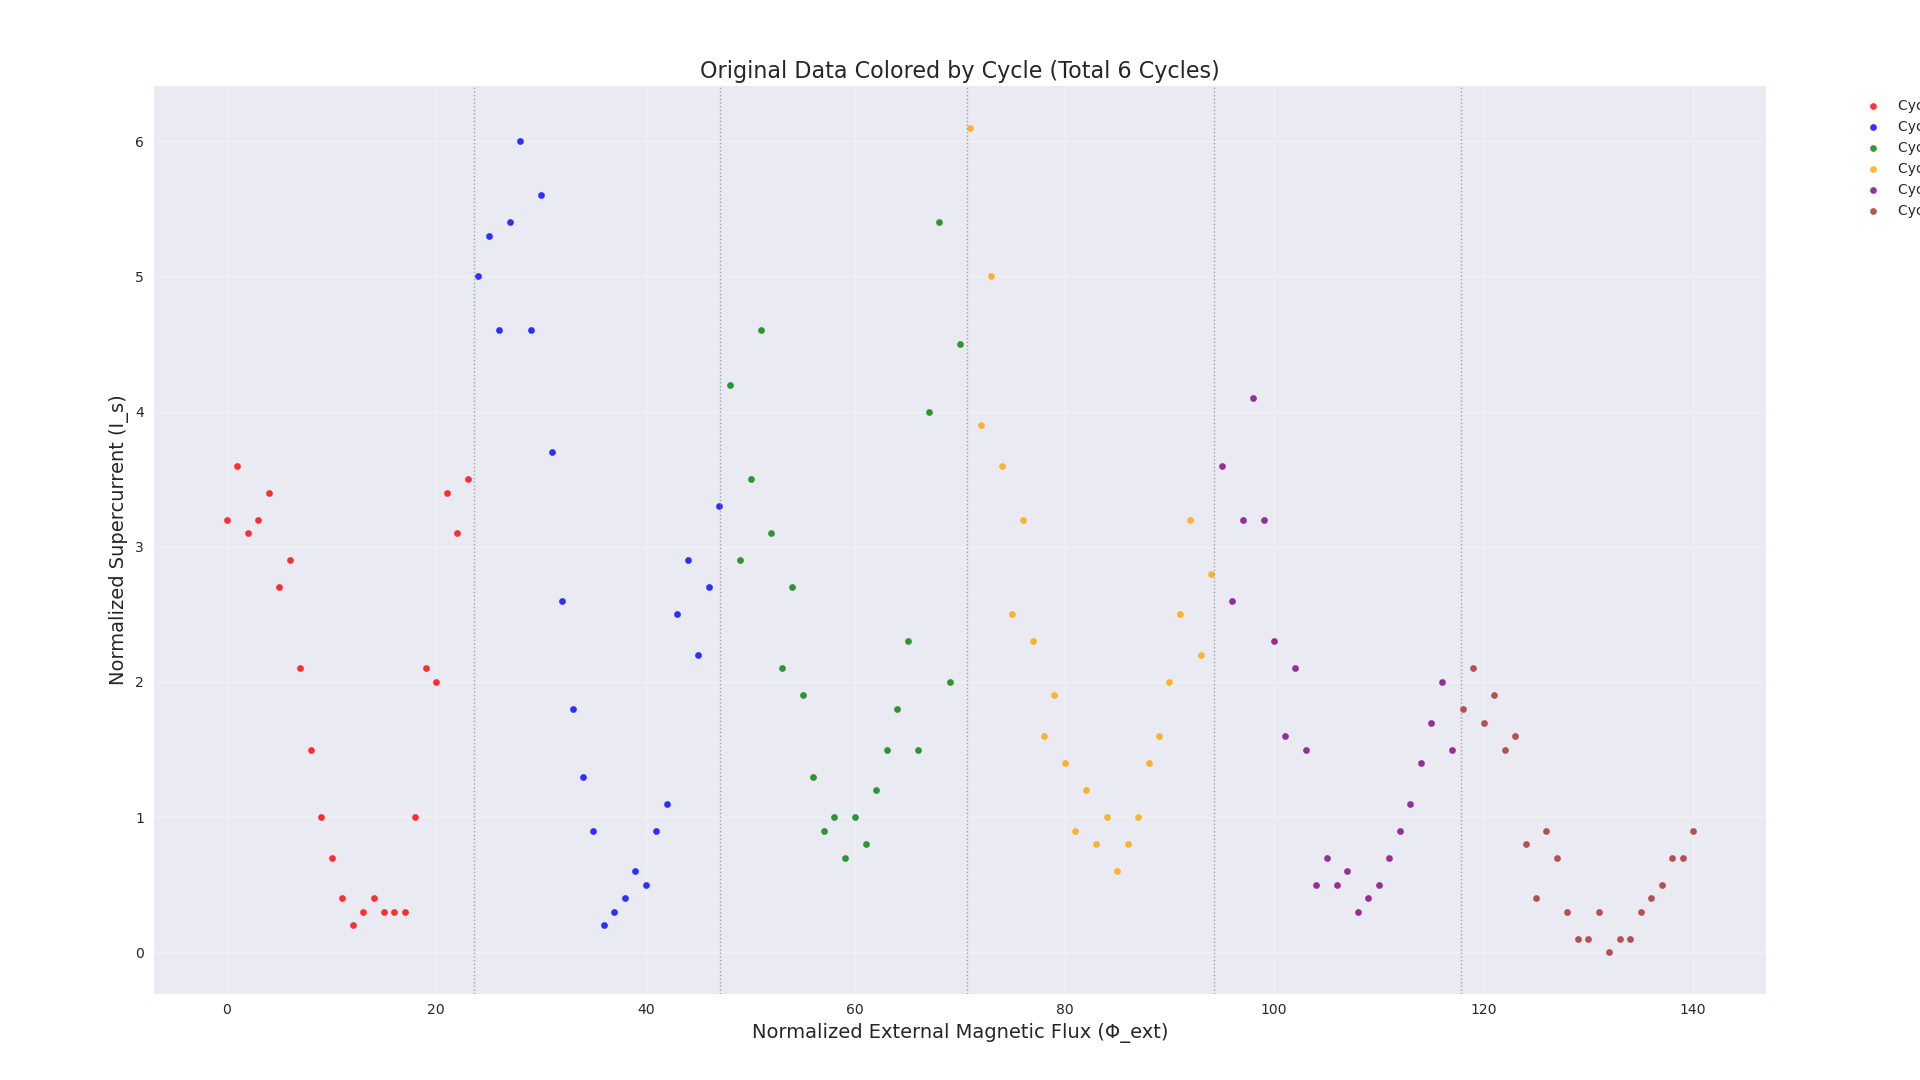 Original Data Colored by Cycle (Total 6 Cycles)
Cyc
Cyc
Cyc
Cyc
Cyc
Cyc
Normalized Supercurrent (I_s)
6
5
4
3
2
1
0
0 20 40 60 80 100 120 140
Normalized External Magnetic Flux (Φ_ext)